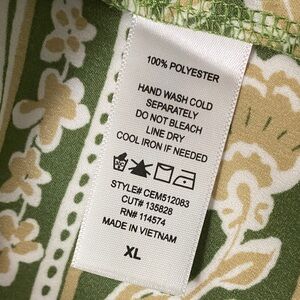 100% POLYESTER
HAND WASH COLD
SEPARATELY
DO NOT BLEACH
LINE DRY
COOL IRON IF NEEDED
STYLE# CEM512083
CUT# 135828
RN# 114574
MADE IN VIETNAM
XL